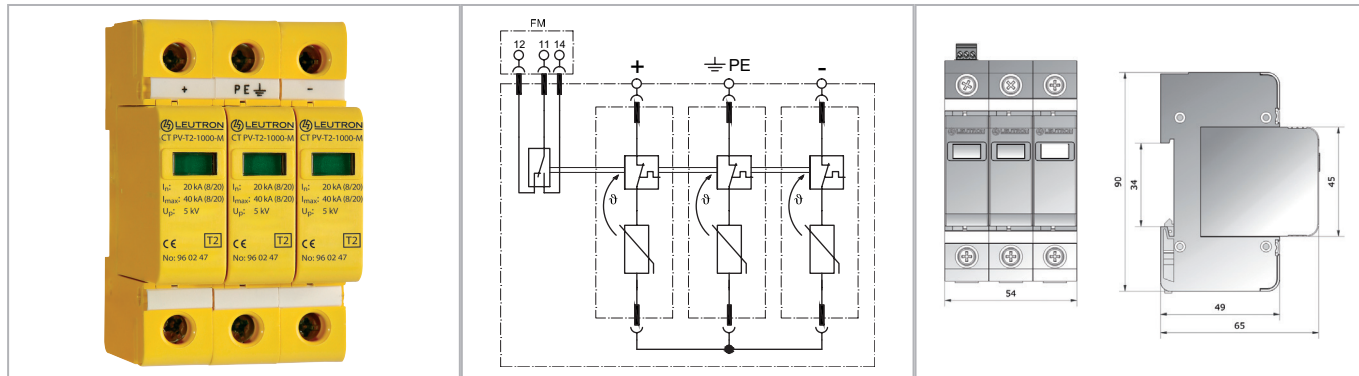 + PE -
LEUTRON LEUTRON LEUTRON
CT PV-T2-1000-M CT PV-T2-1000-M CT PV-T2-1000-M
In: 20 kA (8/20) In: 20 kA (8/20) In: 20 kA (8/20)
Imax: 40 kA (8/20) Imax: 40 kA (8/20) Imax: 40 kA (8/20)
Up: 5 kV Up: 5 kV Up: 5 kV
CE T2 CE T2 CE T2
No: 96 02 47 No: 96 02 47 No: 96 02 47
FM
12 11 14
+ PE -
ϑ ϑ ϑ
LEUTRON LEUTRON LEUTRON
54
90
34
45
49
65